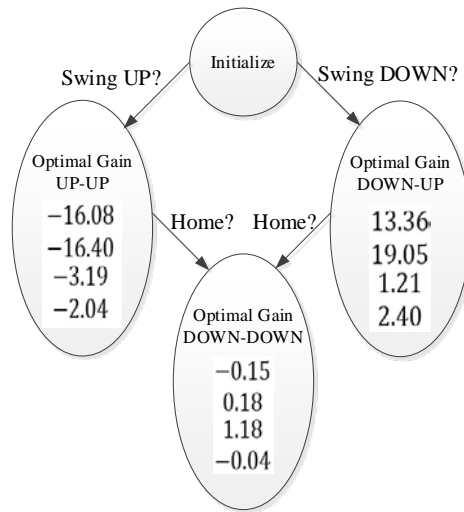 Initialize
Swing UP?
Swing DOWN?
Optimal Gain
UP-UP
−16.08
−16.40
−3.19
−2.04
Optimal Gain
DOWN-UP
13.36
19.05
1.21
2.40
Home?
Home?
Optimal Gain
DOWN-DOWN
−0.15
0.18
1.18
−0.04